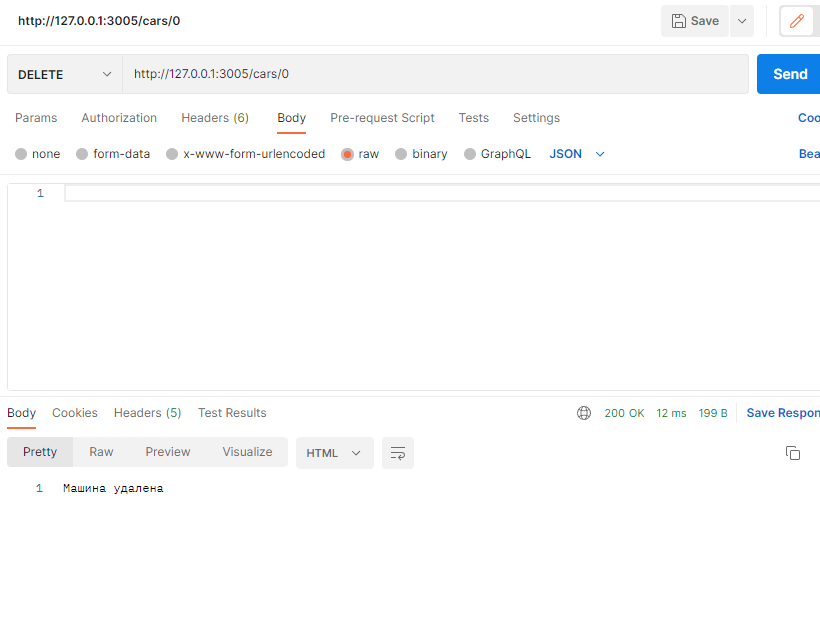 http://127.0.0.1:3005/cars/0
Save
DELETE
http://127.0.0.1:3005/cars/0
Send
Params Authorization Headers (6) Body Pre-request Script Tests Settings Coo
none form-data x-www-form-urlencoded raw binary GraphQL JSON Bea
1
Body Cookies Headers (5) Test Results 200 OK 12 ms 199 B Save Respon
Pretty Raw Preview Visualize HTML
1 Машина удалена